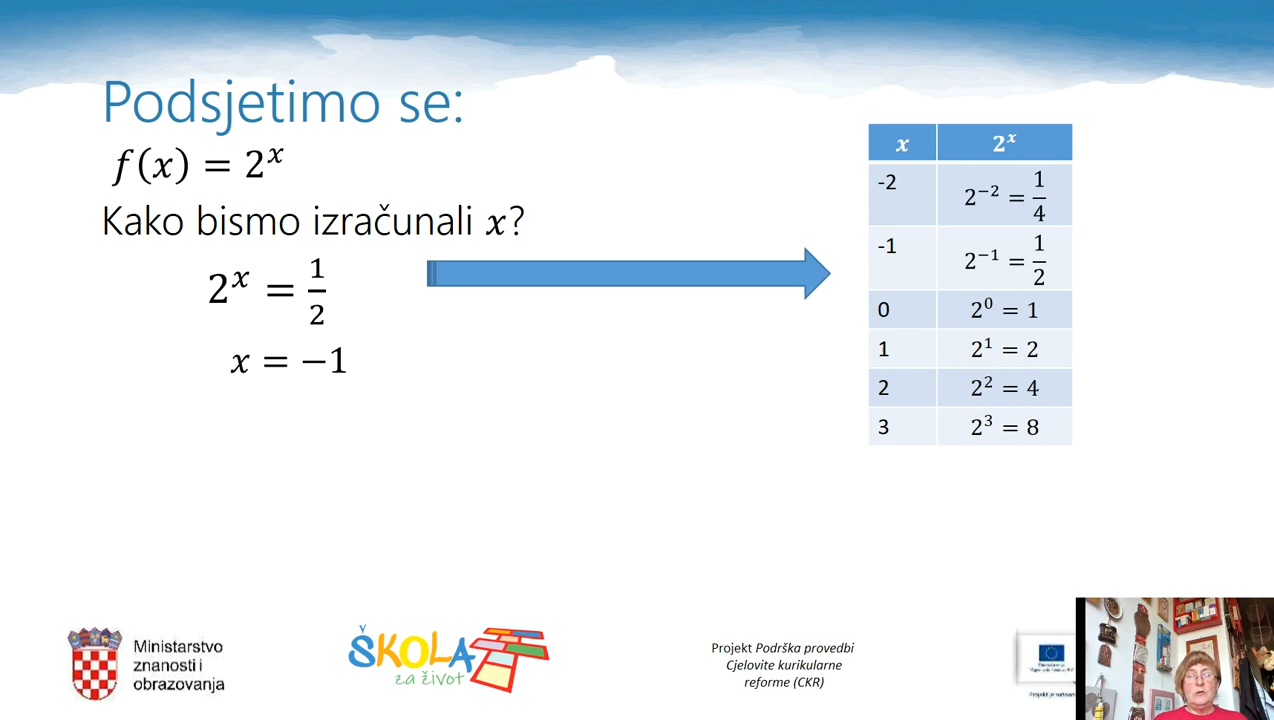 Podsjetimo se:
f(x) = 2^x
Kako bismo izračunali x?
2^x = 1/2
x = −1
x 2^x
-2 2^−2 = 1/4
-1 2^−1 = 1/2
0 2^0 = 1
1 2^1 = 2
2 2^2 = 4
3 2^3 = 8
Ministarstvo
znanosti i
obrazovanja
ŠKOLA
za život
Projekt Podrška provedbi
Cjelovite kurikularne
reforme (CKR)